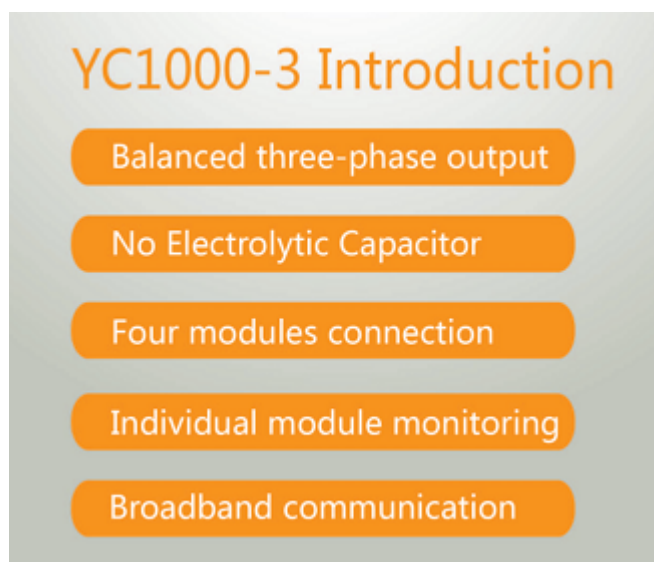 YC1000-3 Introduction
Balanced three-phase output
No Electrolytic Capacitor
Four modules connection
Individual module monitoring
Broadband communication